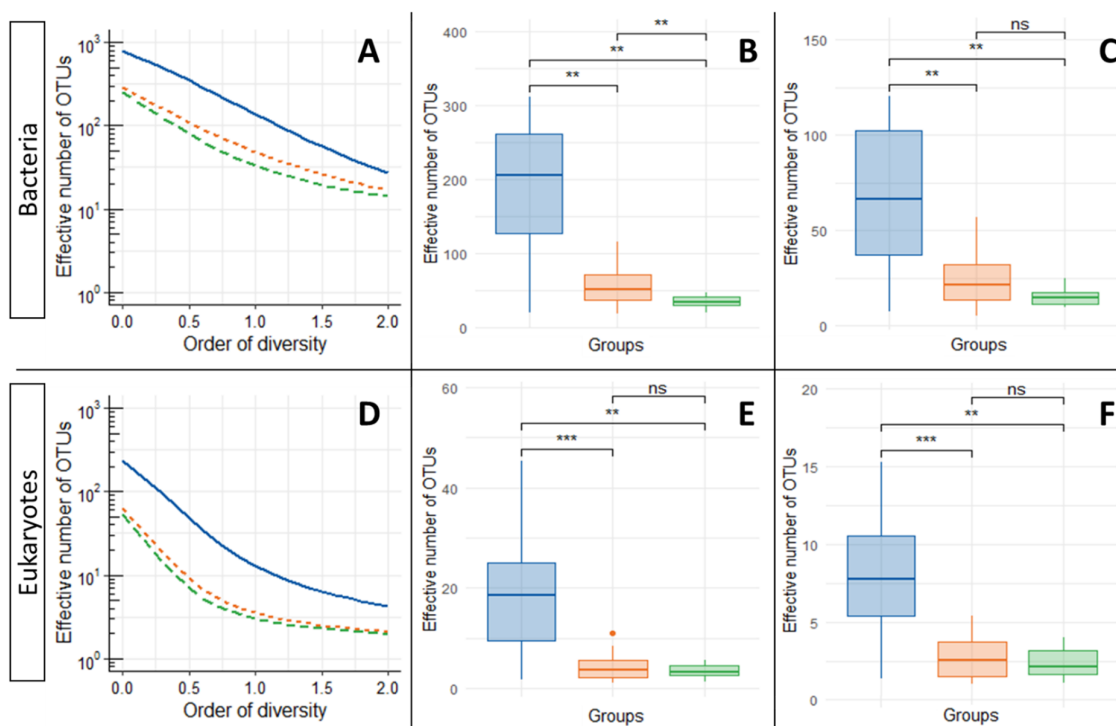 Bacteria
A
Effective number of OTUs
10³
10²
10¹
10⁰
0.0 0.5 1.0 1.5 2.0
Order of diversity
B
Effective number of OTUs
400
300
200
100
0
**
**
**
Groups
C
Effective number of OTUs
150
100
50
0
ns
**
**
Groups
Eukaryotes
D
Effective number of OTUs
10³
10²
10¹
10⁰
0.0 0.5 1.0 1.5 2.0
Order of diversity
E
Effective number of OTUs
60
40
20
0
ns
**
***
Groups
F
Effective number of OTUs
20
15
10
5
0
ns
**
***
Groups